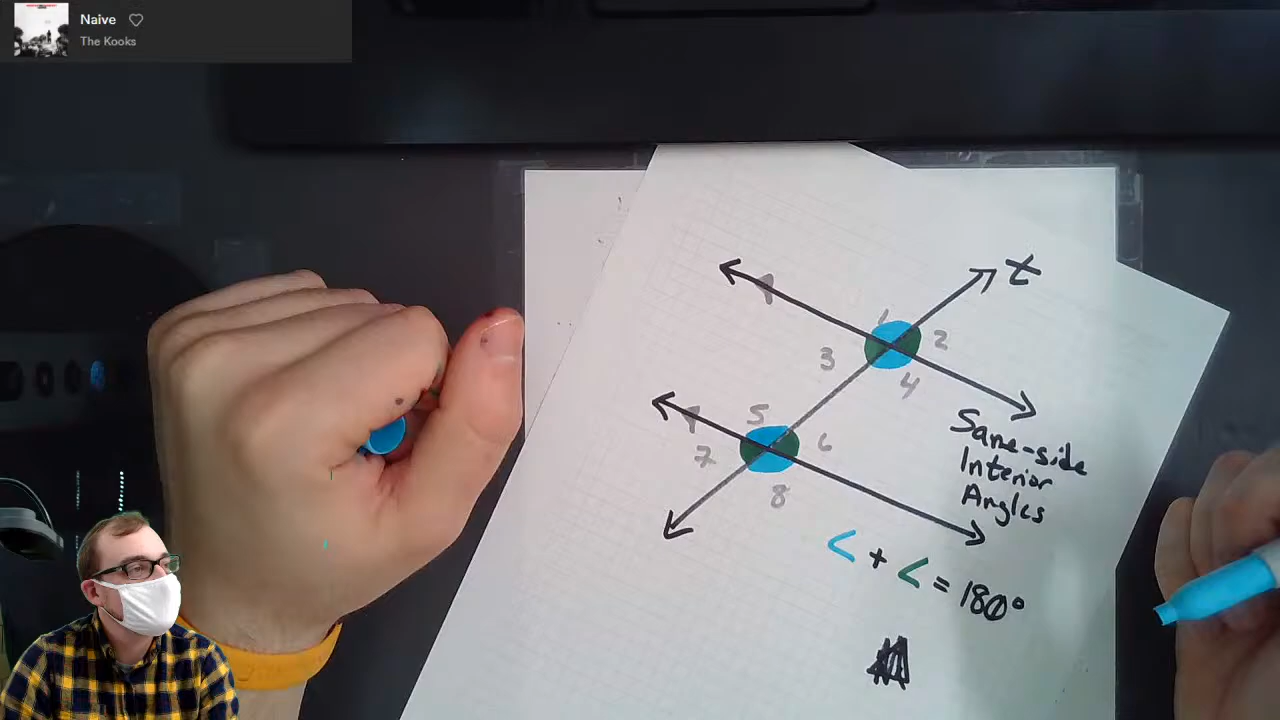 Naive
The Kooks
t
1
2
3
4
5
6
7
8
Same-side
Interior
Angles
< + < = 180°